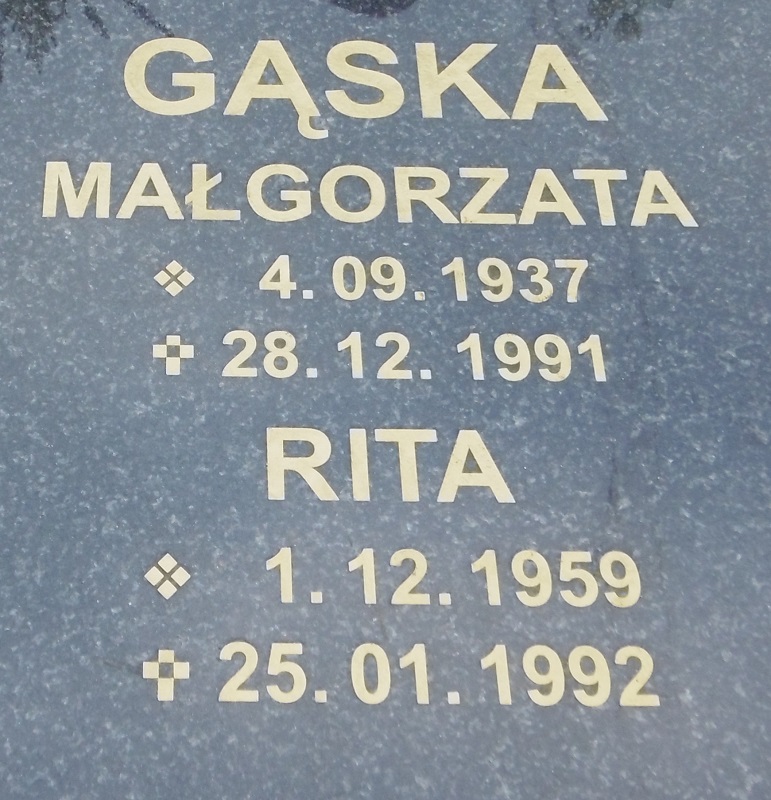 GĄSKA
MAŁGORZATA
❖ 4. 09. 1937
✝ 28. 12. 1991
RITA
❖ 1. 12. 1959
✝ 25. 01. 1992